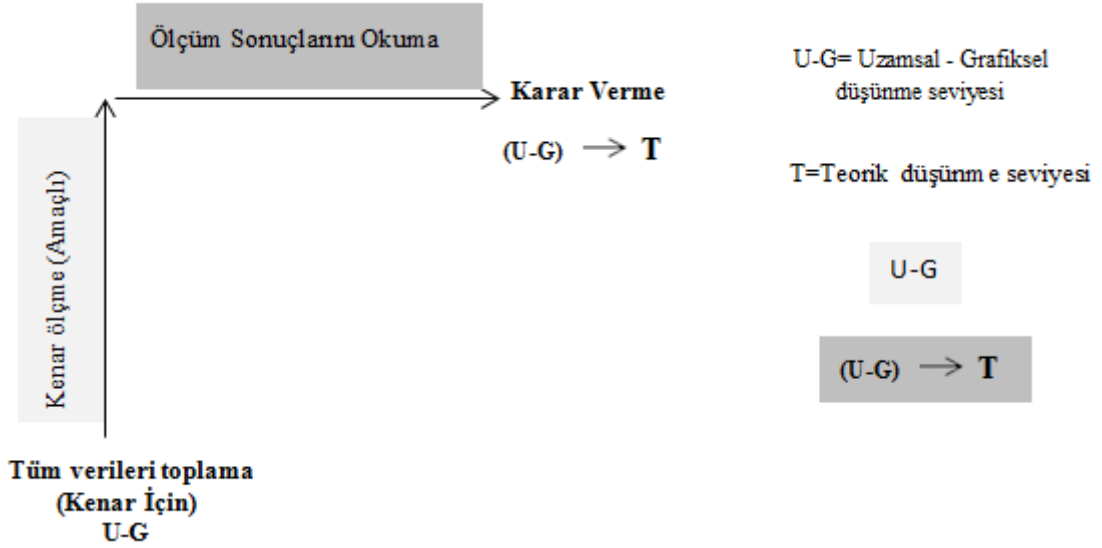 Ölçüm Sonuçlarını Okuma
Karar Verme
(U-G) → T
Kenar ölçme (Amaçlı)
Tüm verileri toplama
(Kenar İçin)
U-G
U-G= Uzamsal - Grafiksel
düşünme seviyesi
T=Teorik düşünme seviyesi
U-G
(U-G) → T